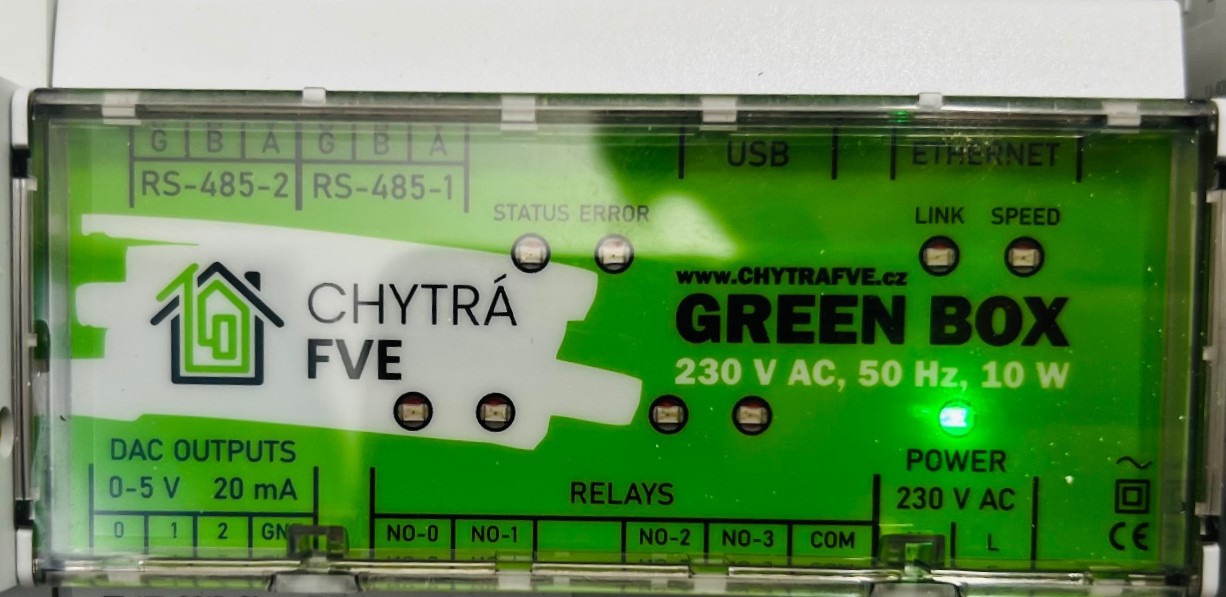 G B A G B A
RS-485-2 RS-485-1
USB
ETHERNET
STATUS ERROR
LINK SPEED
CHYTRÁ
FVE
www.CHYTRAFVE.cz
GREEN BOX
230 V AC, 50 Hz, 10 W
DAC OUTPUTS
0-5 V 20 mA
0 1 2 GN
RELAYS
NO-0 NO-1 NO-2 NO-3 COM
POWER
230 V AC
L
~
CE